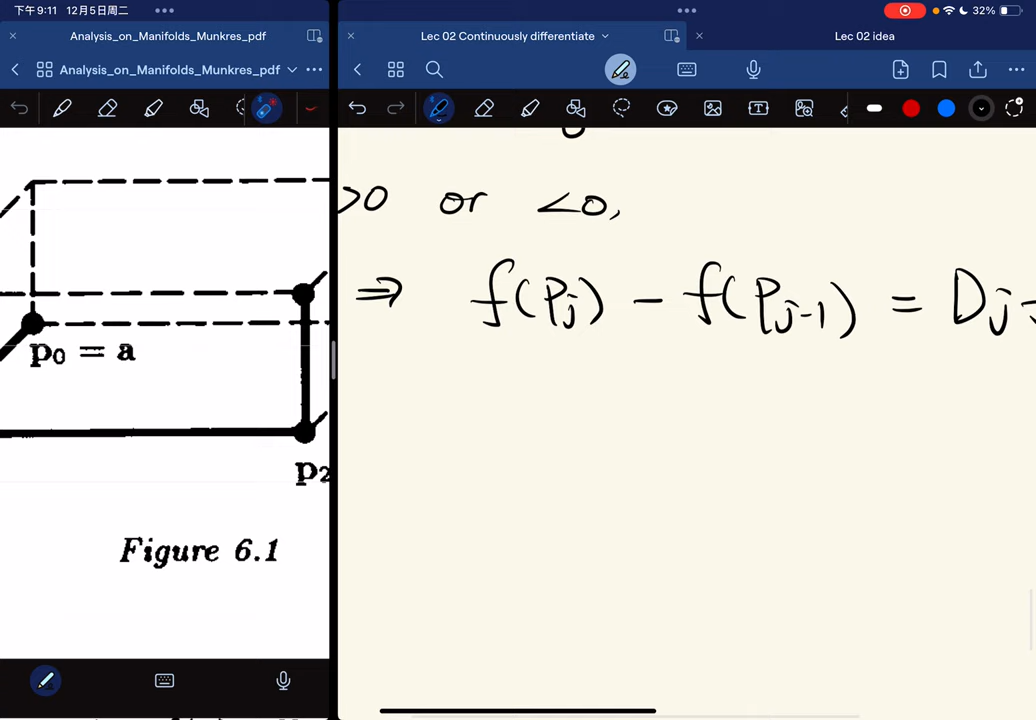 下午9:11 12月5日周二
32%
Analysis_on_Manifolds_Munkres_pdf
Analysis_on_Manifolds_Munkres_pdf
p₀ = a
p₂
Figure 6.1
Lec 02 Continuously differentiate
Lec 02 idea
>0 or <0,
⇒ f(pⱼ) - f(pⱼ₋₁) = Dⱼ